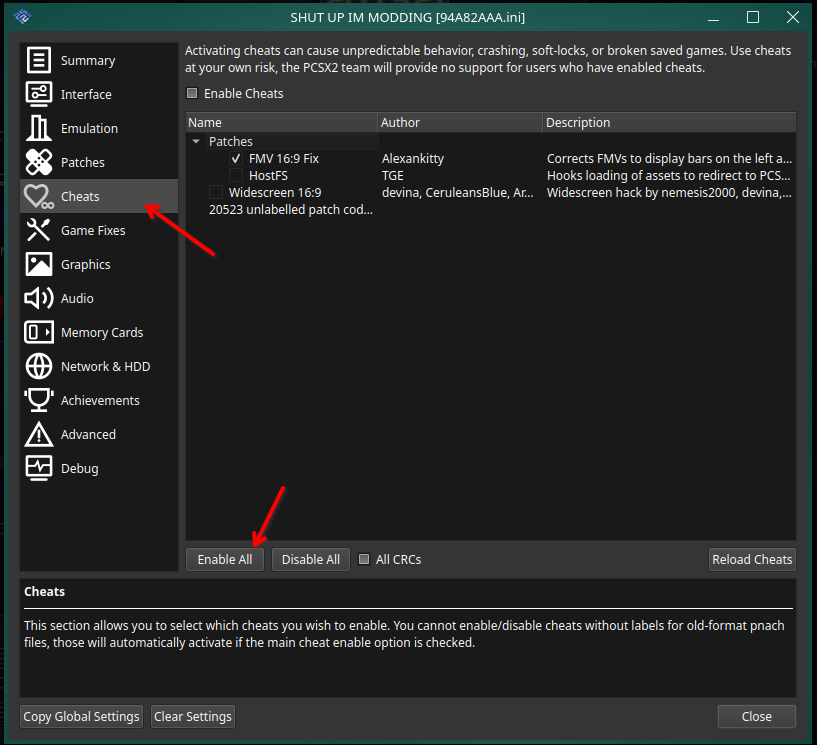 SHUT UP IM MODDING [94A82AAA.ini]
Summary
Interface
Emulation
Patches
Cheats
Game Fixes
Graphics
Audio
Memory Cards
Network & HDD
Achievements
Advanced
Debug
Activating cheats can cause unpredictable behavior, crashing, soft-locks, or broken saved games. Use cheats
at your own risk, the PCSX2 team will provide no support for users who have enabled cheats.
Enable Cheats
Name Author Description
Patches
FMV 16:9 Fix Alexankitty Corrects FMVs to display bars on the left a...
HostFS TGE Hooks loading of assets to redirect to PCS...
Widescreen 16:9 devina, CeruleansBlue, Ar... Widescreen hack by nemesis2000, devina,...
20523 unlabelled patch cod...
Enable All Disable All All CRCs Reload Cheats
Cheats
This section allows you to select which cheats you wish to enable. You cannot enable/disable cheats without labels for old-format pnach
files, those will automatically activate if the main cheat enable option is checked.
Copy Global Settings Clear Settings Close